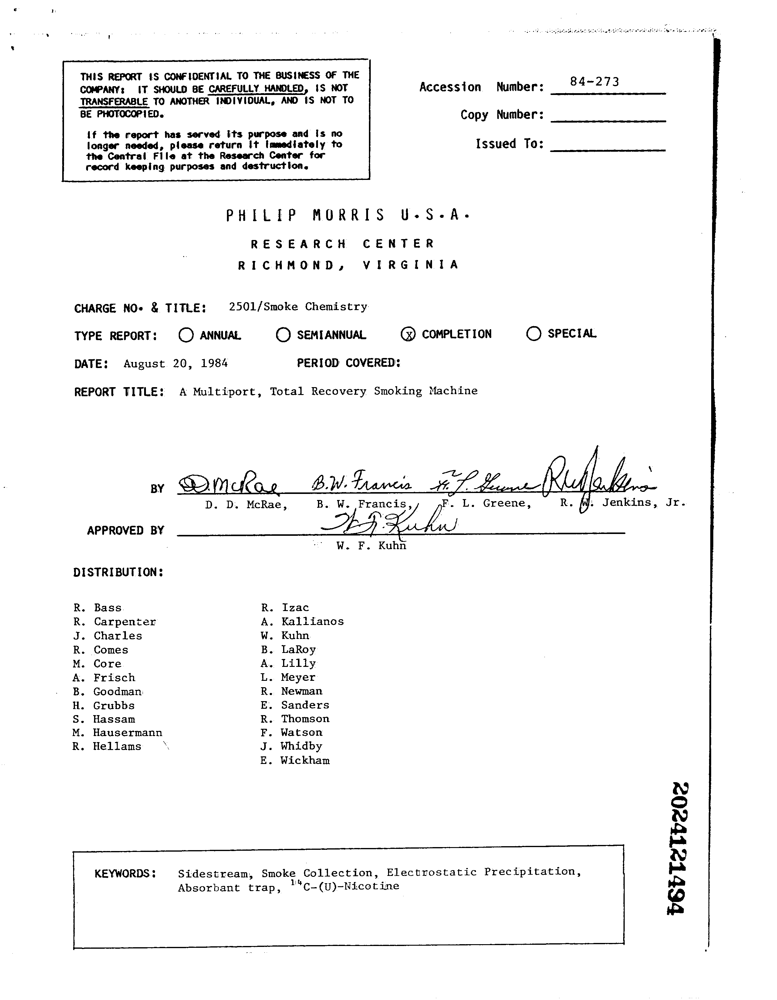 THIS REPORT IS CONFIDENTIAL TO THE BUSINESS OF THE
COMPANY: IT SHOULD BE CAREFULLY HANDLED, IS NOT
TRANSFERABLE TO ANOTHER INDIVIDUAL, AND IS NOT TO
BE PHOTOCOPIED.
If the report has served its purpose and is no
longer needed, please return it immediately to
the Central File at the Research Center for
record keeping purposes and destruction.
Accession Number: 84-273
Copy Number:
Issued To:
PHILIP MORRIS U.S.A.
RESEARCH CENTER
RICHMOND, VIRGINIA
CHARGE NO. & TITLE: 2501/Smoke Chemistry
TYPE REPORT: ANNUAL SEMIANNUAL x COMPLETION SPECIAL
DATE: August 20, 1984 PERIOD COVERED:
REPORT TITLE: A Multiport, Total Recovery Smoking Machine
BY D McRae B.W. Francis F. L. Greene RW Jenkins
D. D. McRae, B. W. Francis, F. L. Greene, R. W. Jenkins, Jr.
APPROVED BY W.F. Kuhn
W. F. Kuhn
DISTRIBUTION:
R. Bass
R. Carpenter
J. Charles
R. Comes
M. Core
A. Frisch
B. Goodman
H. Grubbs
S. Hassam
M. Hausermann
R. Hellams
R. Izac
A. Kallianos
W. Kuhn
B. LaRoy
A. Lilly
L. Meyer
R. Newman
E. Sanders
R. Thomson
F. Watson
J. Whidby
E. Wickham
KEYWORDS: Sidestream, Smoke Collection, Electrostatic Precipitation,
Absorbant trap, ¹⁴C-(U)-Nicotine
2024121494